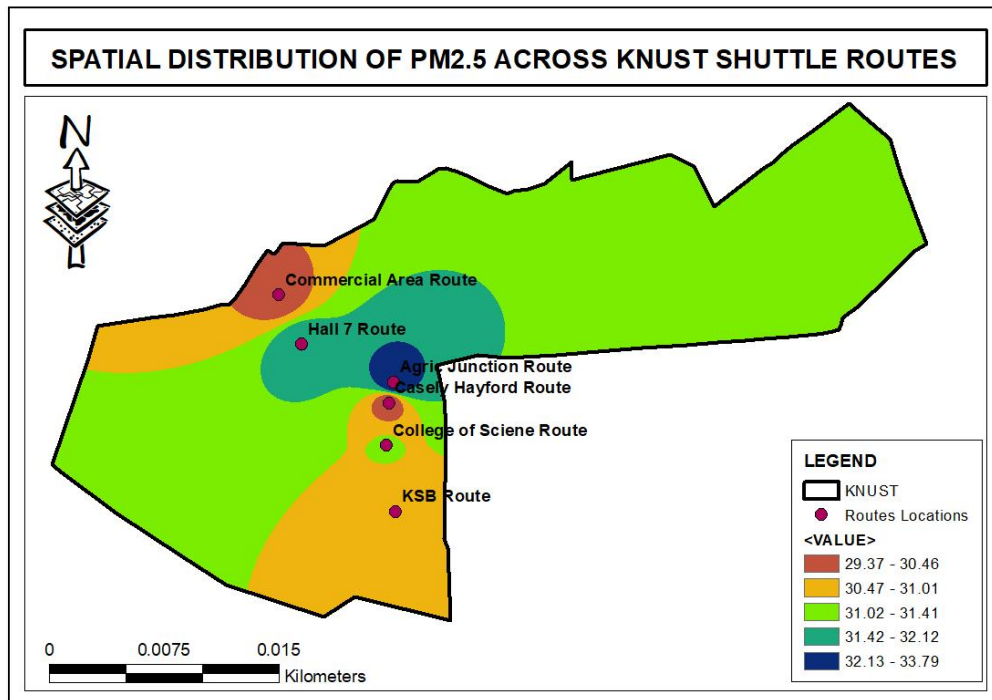 SPATIAL DISTRIBUTION OF PM2.5 ACROSS KNUST SHUTTLE ROUTES
N
Commercial Area Route
Hall 7 Route
Agric Junction Route
Casely Hayford Route
College of Sciene Route
KSB Route
LEGEND
KNUST
Routes Locations
<VALUE>
29.37 - 30.46
30.47 - 31.01
31.02 - 31.41
31.42 - 32.12
32.13 - 33.79
0 0.0075 0.015
Kilometers